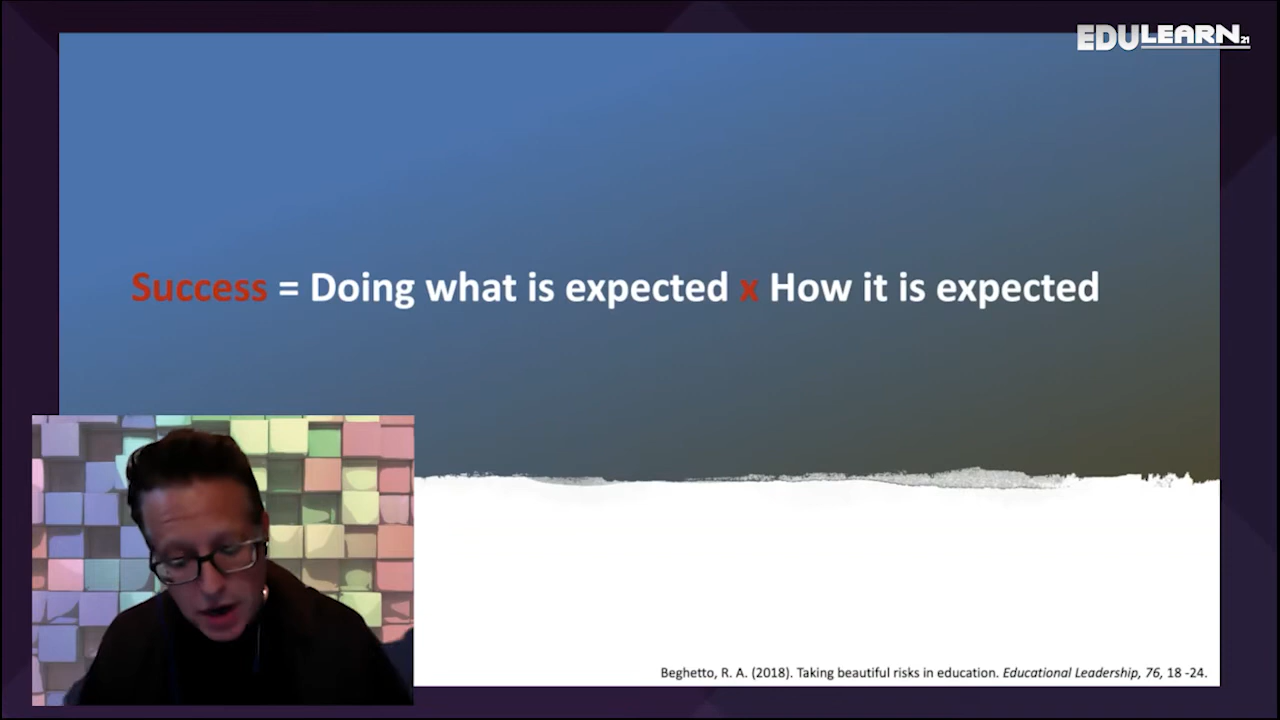 EDULEARN21
Success = Doing what is expected x How it is expected
Beghetto, R. A. (2018). Taking beautiful risks in education. Educational Leadership, 76, 18 -24.